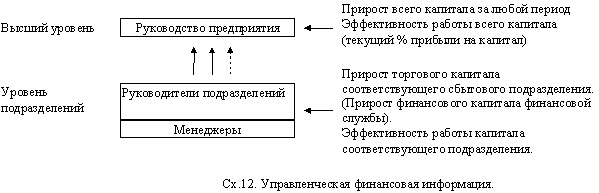 Высший уровень
Руководство предприятия
Прирост всего капитала за любой период
Эффективность работы всего капитала
(текущий % прибыли на капитал)
Уровень
подразделений
Руководители подразделений
Менеджеры
Прирост торгового капитала
соответствующего сбытового подразделения.
(Прирост финансового капитала финансовой
службы).
Эффективность работы капитала
соответствующего подразделения.
Сх.12. Управленческая финансовая информация.